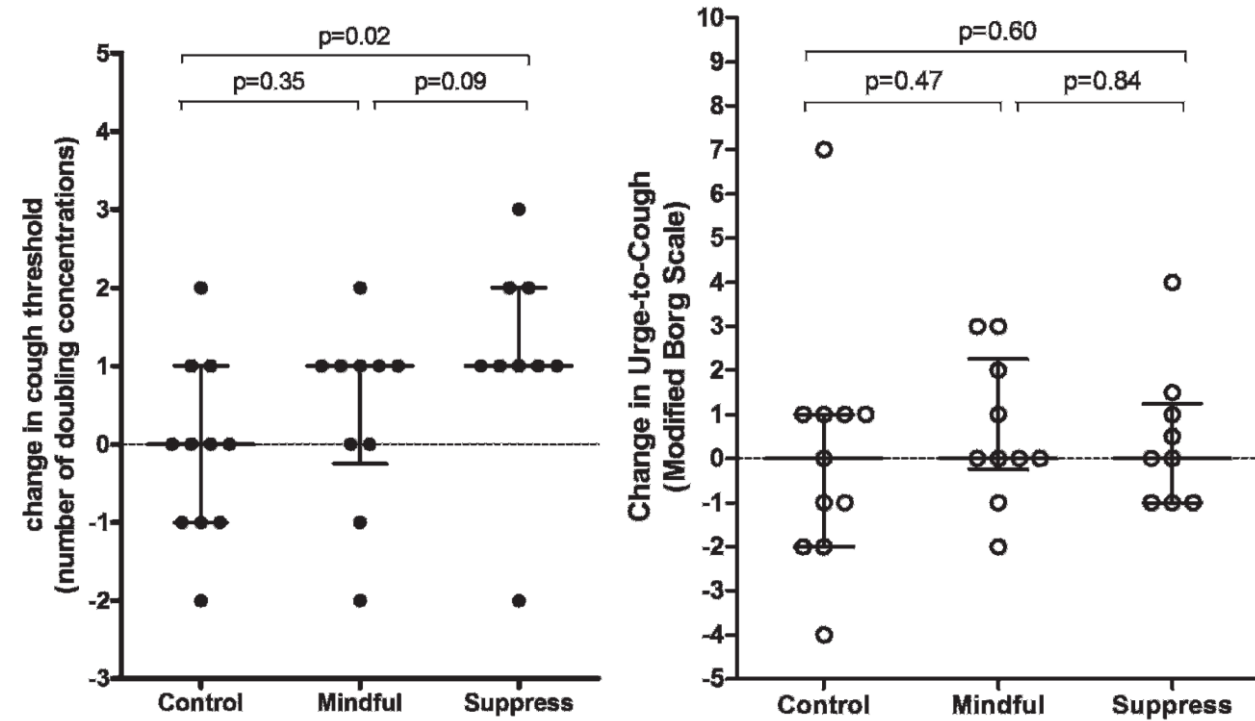 p=0.02
p=0.35
p=0.09
5
4
3
2
1
0
-1
-2
-3
change in cough threshold
(number of doubling concentrations)
Control
Mindful
Suppress
p=0.60
p=0.47
p=0.84
10
9
8
7
6
5
4
3
2
1
0
-1
-2
-3
-4
-5
Change in Urge-to-Cough
(Modified Borg Scale)
Control
Mindful
Suppress